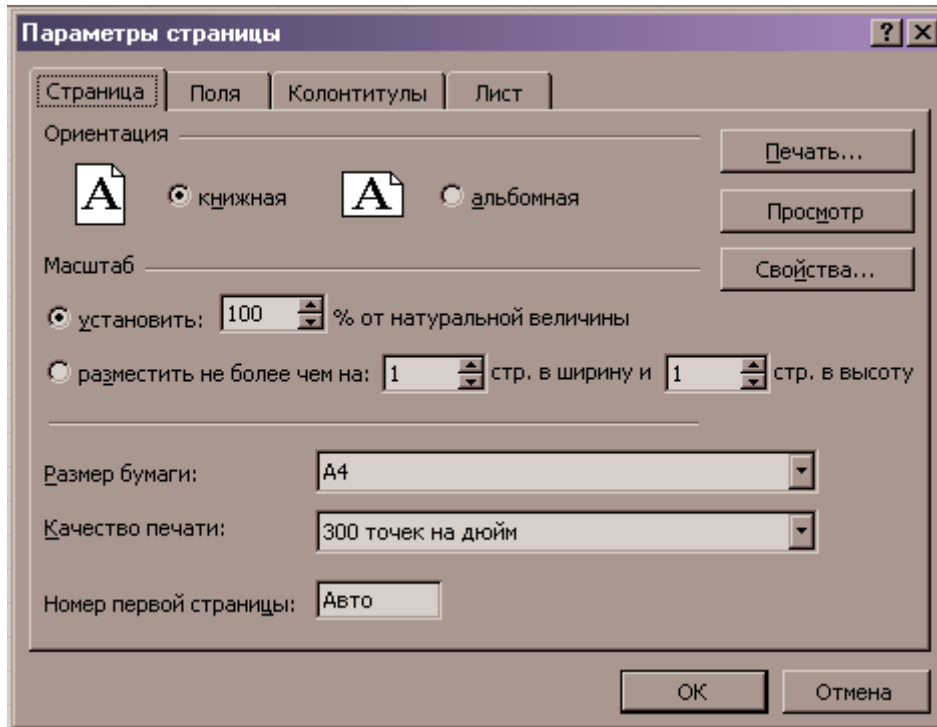 Параметры страницы
Страница Поля Колонтитулы Лист
Ориентация
Печать...
A книжная A альбомная
Просмотр
Масштаб
Свойства...
установить: 100 % от натуральной величины
разместить не более чем на: 1 стр. в ширину и 1 стр. в высоту
Размер бумаги: A4
Качество печати: 300 точек на дюйм
Номер первой страницы: Авто
OK Отмена